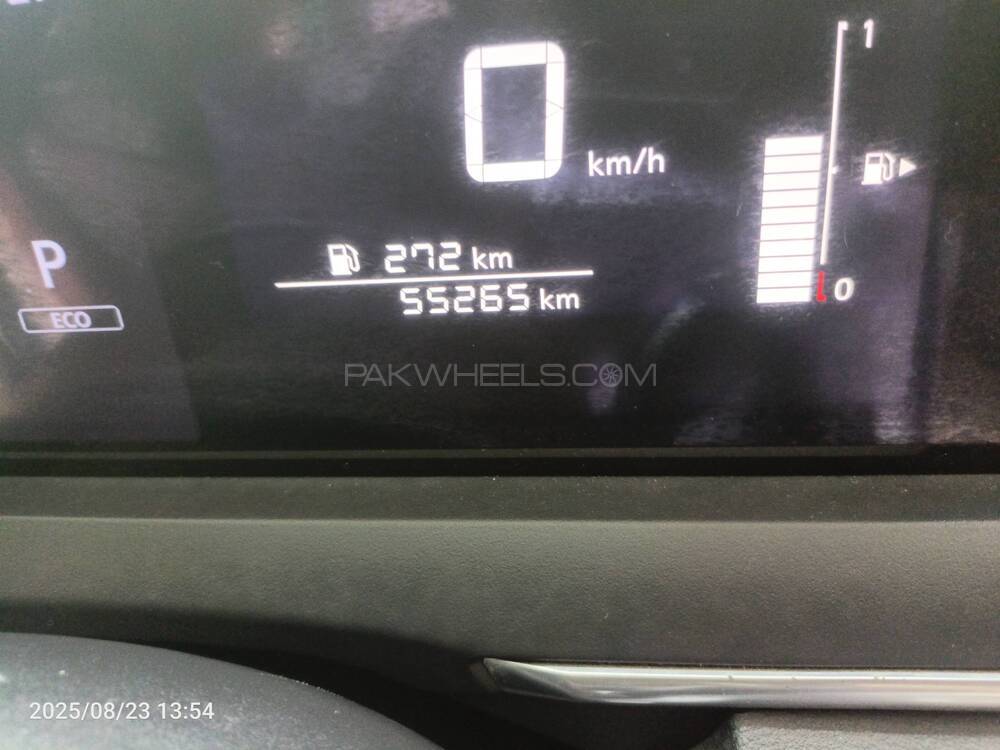 1
0
km/h
P
272 km
55265 km
0
ECO
PAKWHEELS.COM
2025/08/23 13:54